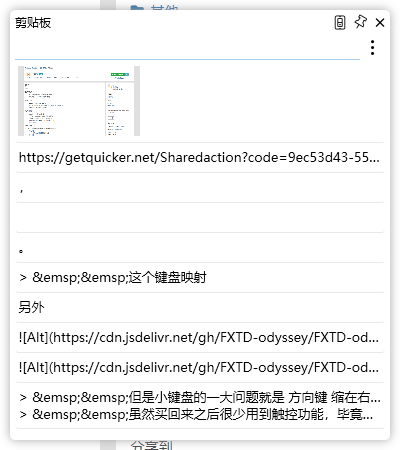 其他
剪贴板
https://getquicker.net/Sharedaction?code=9ec53d43-55...
，
。
> &emsp;&emsp;这个键盘映射
另外
![Alt](https://cdn.jsdelivr.net/gh/FXTD-odyssey/FXTD-od...
![Alt](https://cdn.jsdelivr.net/gh/FXTD-odyssey/FXTD-od...
> &emsp;&emsp;但是小键盘的一大问题就是 方向键 缩在右...
> &emsp;&emsp;虽然买回来之后很少用到触控功能，毕竟...
分享到